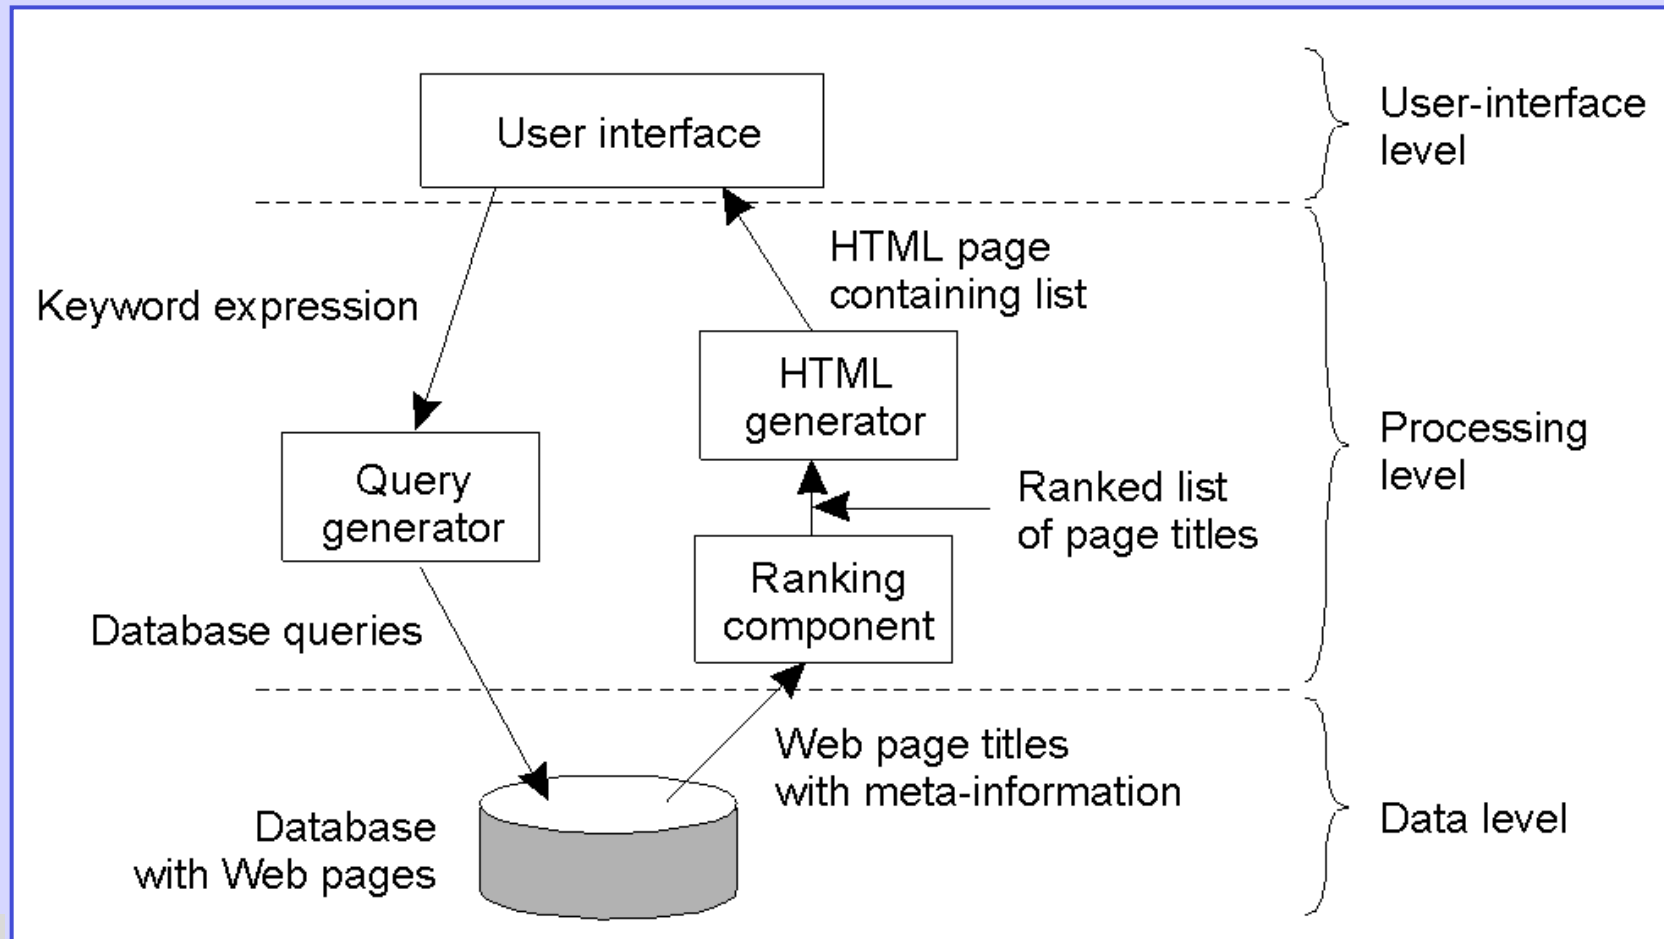 User interface
User-interface
level
HTML page
containing list
Keyword expression
HTML
generator
Processing
level
Query
generator
Ranked list
of page titles
Ranking
component
Database queries
Web page titles
with meta-information
Database
with Web pages
Data level